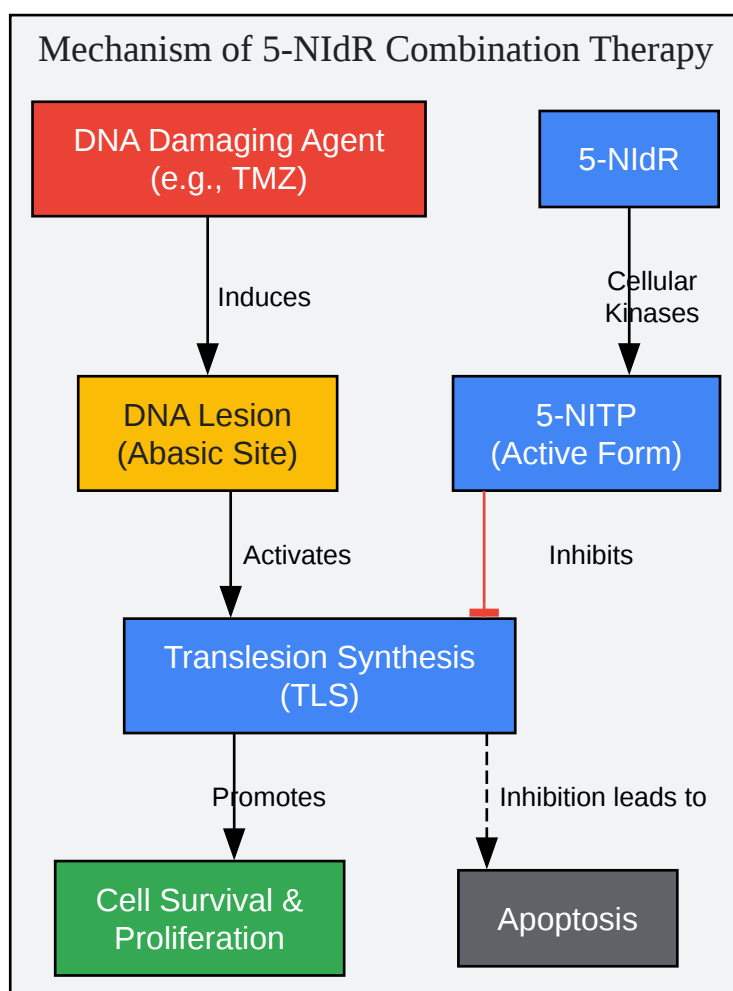 Mechanism of 5-NIdR Combination Therapy
DNA Damaging Agent
(e.g., TMZ)
5-NIdR
Induces
Cellular
Kinases
DNA Lesion
(Abasic Site)
5-NITP
(Active Form)
Activates
Inhibits
Translesion Synthesis
(TLS)
Promotes
Inhibition leads to
Cell Survival &
Proliferation
Apoptosis